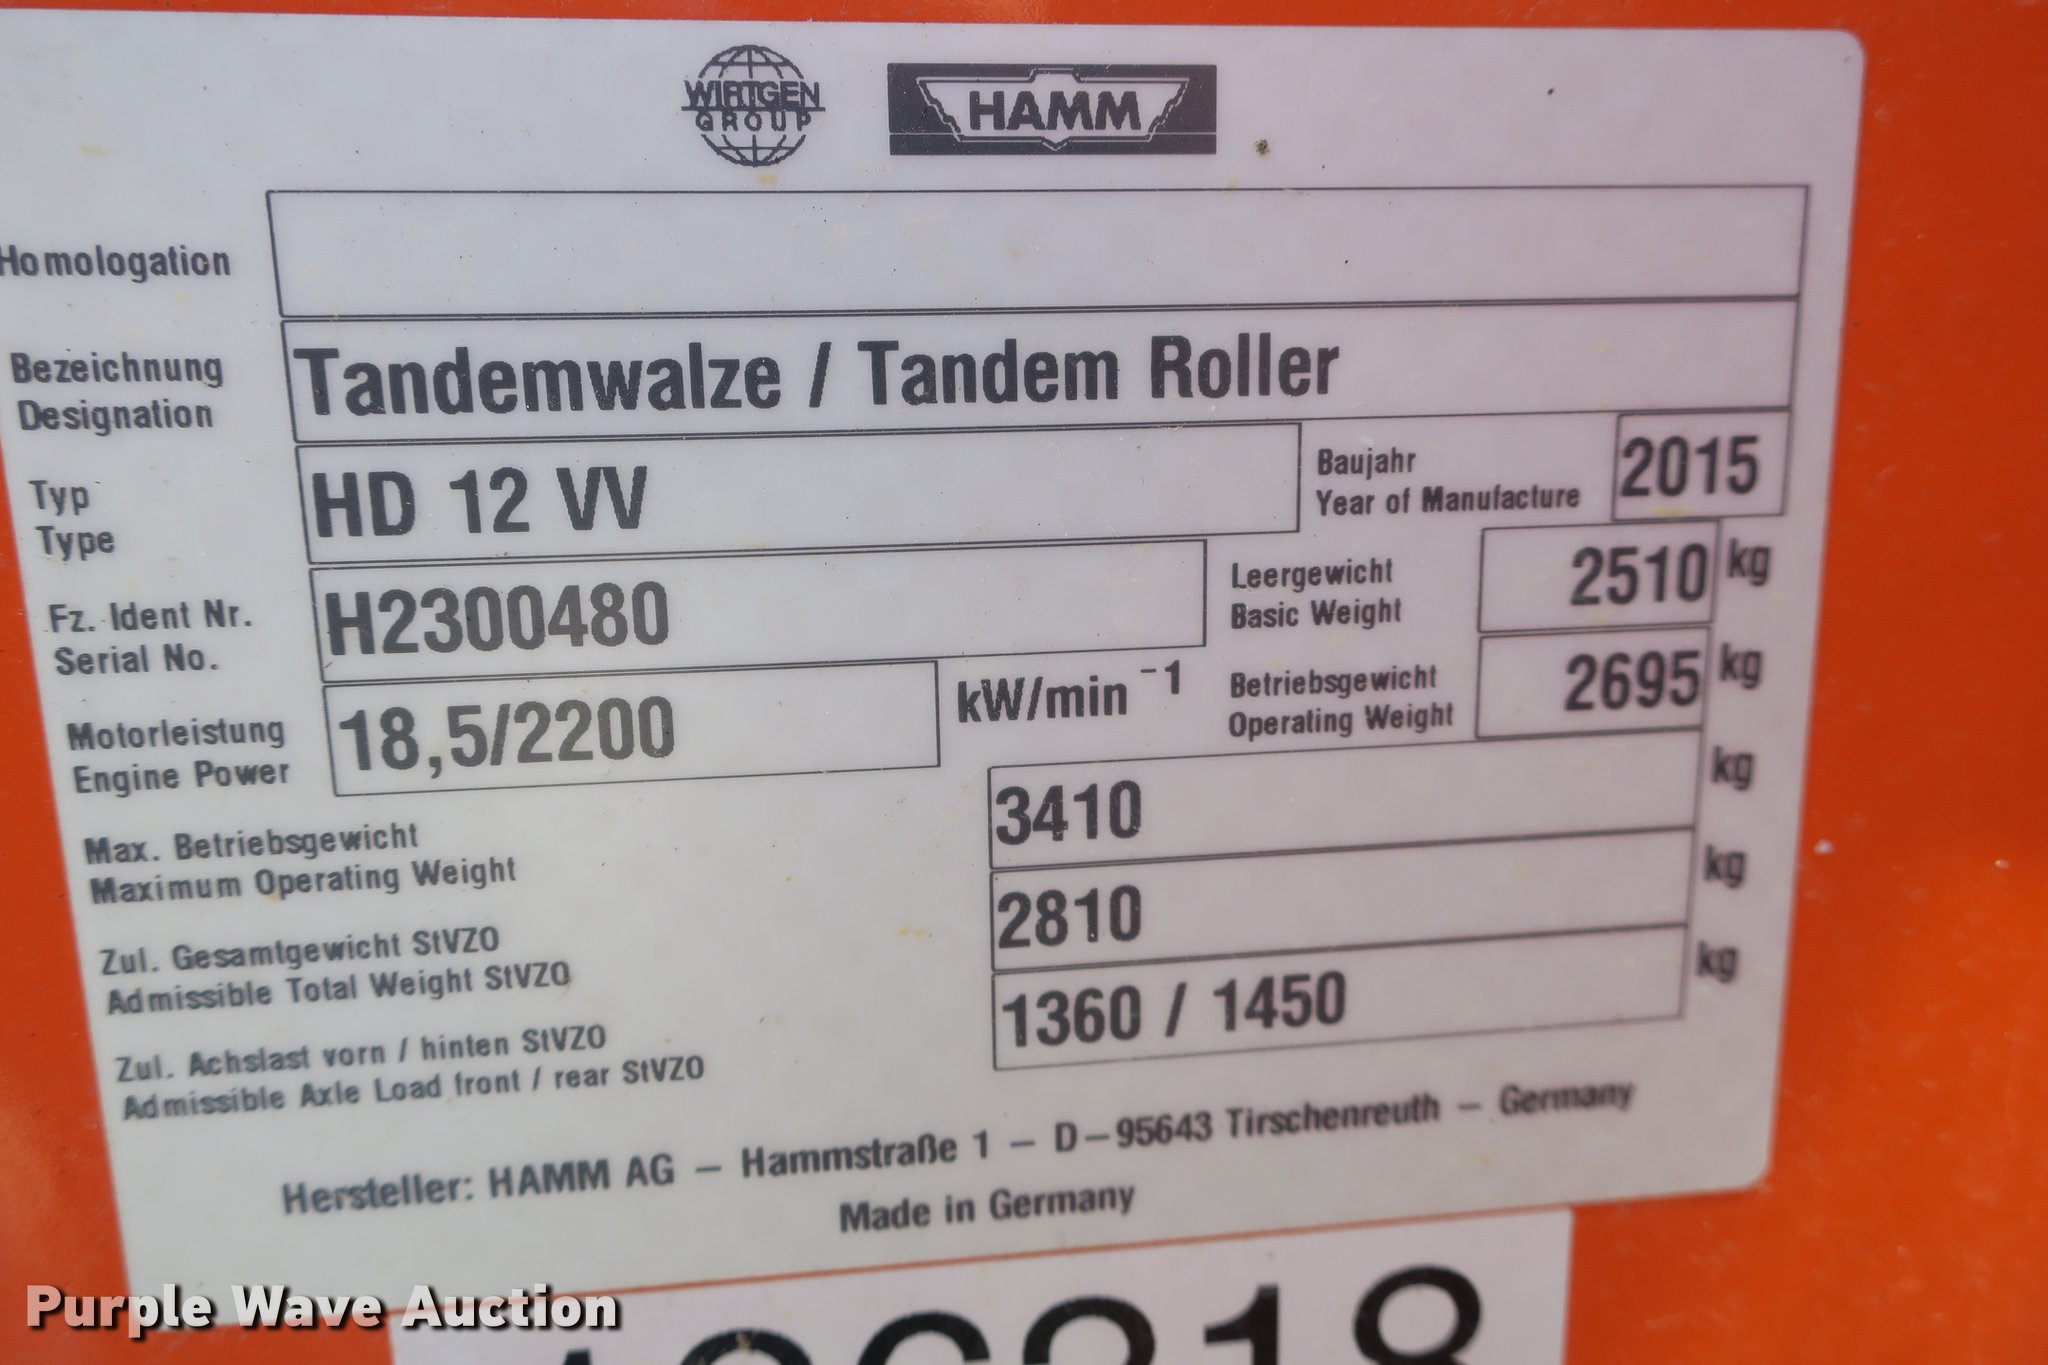 WIRTGEN
GROUP
HAMM
Homologation
Bezeichnung
Designation
Tandemwalze / Tandem Roller
Typ
Type
HD 12 VV
Baujahr
Year of Manufacture
2015
Fz. Ident Nr.
Serial No.
H2300480
Leergewicht
Basic Weight
2510 kg
Motorleistung
Engine Power
18,5/2200 kW/min⁻¹
Betriebsgewicht
Operating Weight
2695 kg
Max. Betriebsgewicht
Maximum Operating Weight
3410 kg
Zul. Gesamtgewicht StVZO
Admissible Total Weight StVZO
2810 kg
Zul. Achslast vorn / hinten StVZO
Admissible Axle Load front / rear StVZO
1360 / 1450 kg
Hersteller: HAMM AG – Hammstraße 1 – D–95643 Tirschenreuth – Germany
Made in Germany
Purple Wave Auction